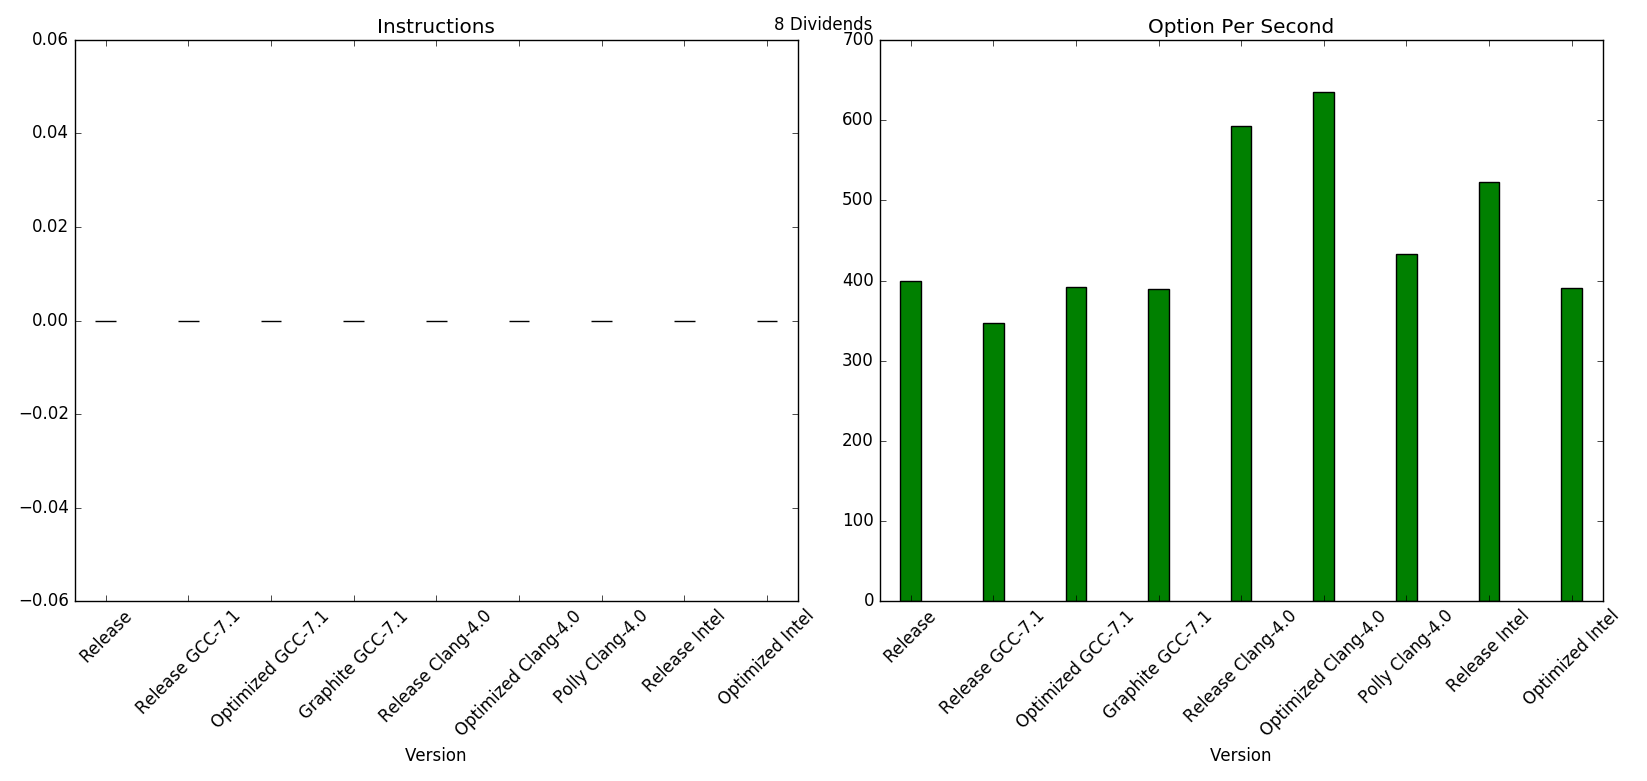 8 Dividends
Instructions
0.06
0.04
0.02
0.00
−0.02
−0.04
−0.06
Release
Release GCC-7.1
Optimized GCC-7.1
Graphite GCC-7.1
Release Clang-4.0
Optimized Clang-4.0
Polly Clang-4.0
Release Intel
Optimized Intel
Version
Option Per Second
700
600
500
400
300
200
100
0
Release
Release GCC-7.1
Optimized GCC-7.1
Graphite GCC-7.1
Release Clang-4.0
Optimized Clang-4.0
Polly Clang-4.0
Release Intel
Optimized Intel
Version